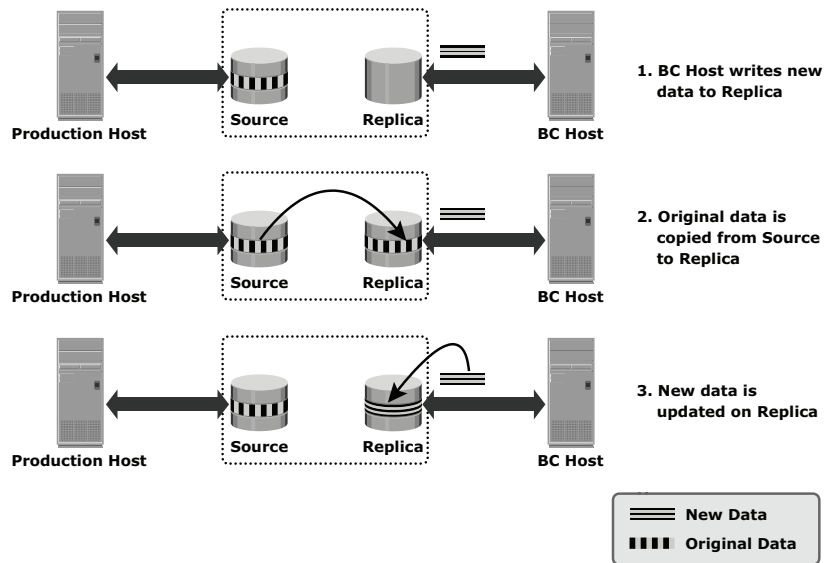 1. BC Host writes new
data to Replica
Production Host
Source
Replica
BC Host
2. Original data is
copied from Source
to Replica
Production Host
Source
Replica
BC Host
3. New data is
updated on Replica
Production Host
Source
Replica
BC Host
New Data
Original Data